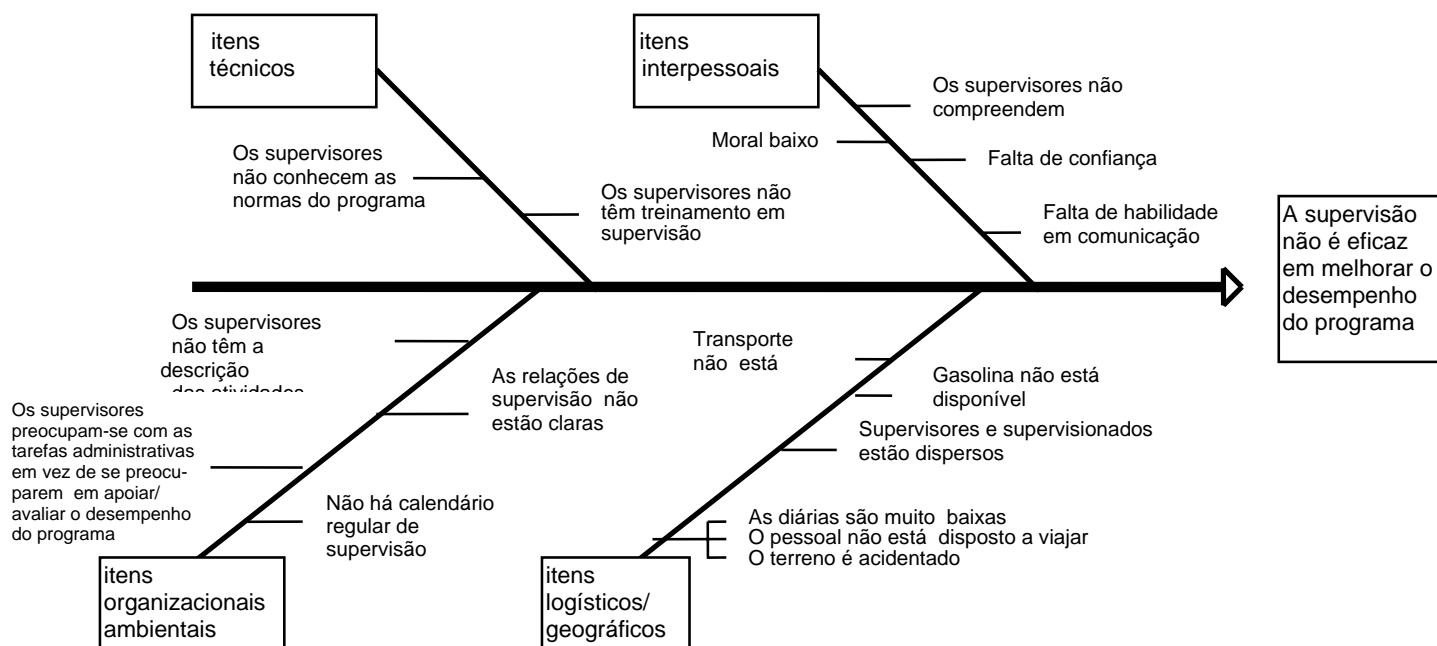 itens
técnicos
itens
interpessoais
Os supervisores não
compreendem
Moral baixo
Falta de confiança
Os supervisores
não conhecem as
normas do programa
Os supervisores não
têm treinamento em
supervisão
Falta de habilidade
em comunicação
A supervisão
não é eficaz
em melhorar o
desempenho
do programa
Os supervisores
não têm a
descrição
das atividades
As relações de
supervisão não
estão claras
Os supervisores
preocupam-se com as
tarefas administrativas
em vez de se preocu-
parem em apoiar/
avaliar o desempenho
do programa
Não há calendário
regular de
supervisão
Transporte
não está
Gasolina não está
disponível
Supervisores e supervisionados
estão dispersos
As diárias são muito baixas
O pessoal não está disposto a viajar
O terreno é acidentado
itens
organizacionais
ambientais
itens
logísticos/
geográficos